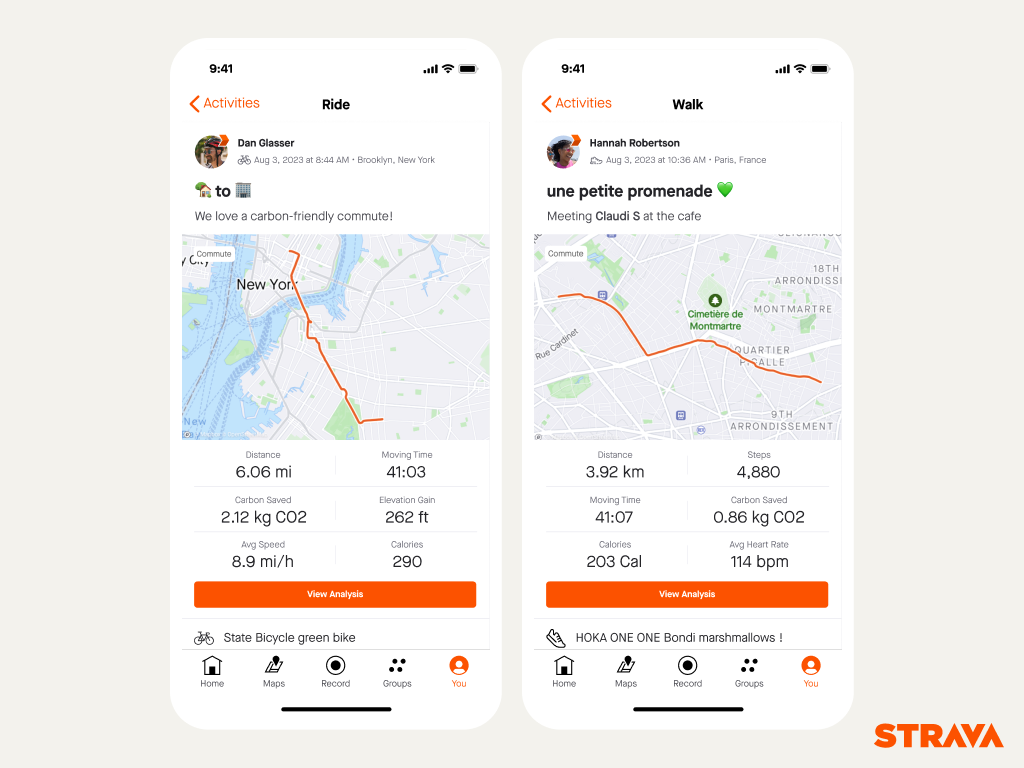 9:41
Activities
Ride
Dan Glasser
Aug 3, 2023 at 8:44 AM • Brooklyn, New York
to
We love a carbon-friendly commute!
Commute
New York
New
Distance
Moving Time
6.06 mi
41:03
Carbon Saved
Elevation Gain
2.12 kg CO2
262 ft
Avg Speed
Calories
8.9 mi/h
290
View Analysis
State Bicycle green bike
Home
Maps
Record
Groups
You
9:41
Activities
Walk
Hannah Robertson
Aug 3, 2023 at 10:36 AM • Paris, France
une petite promenade
Meeting Claudi S at the cafe
Commute
18TH
ARRONDISSE
MONTMARTRE
Cimetière de
Montmartre
Rue Cardinet
QUARTIER
9TH
ARRONDISSEMENT
Distance
Steps
3.92 km
4,880
Moving Time
Carbon Saved
41:07
0.86 kg CO2
Calories
Avg Heart Rate
203 Cal
114 bpm
View Analysis
HOKA ONE ONE Bondi marshmallows !
Home
Maps
Record
Groups
You
STRAVA